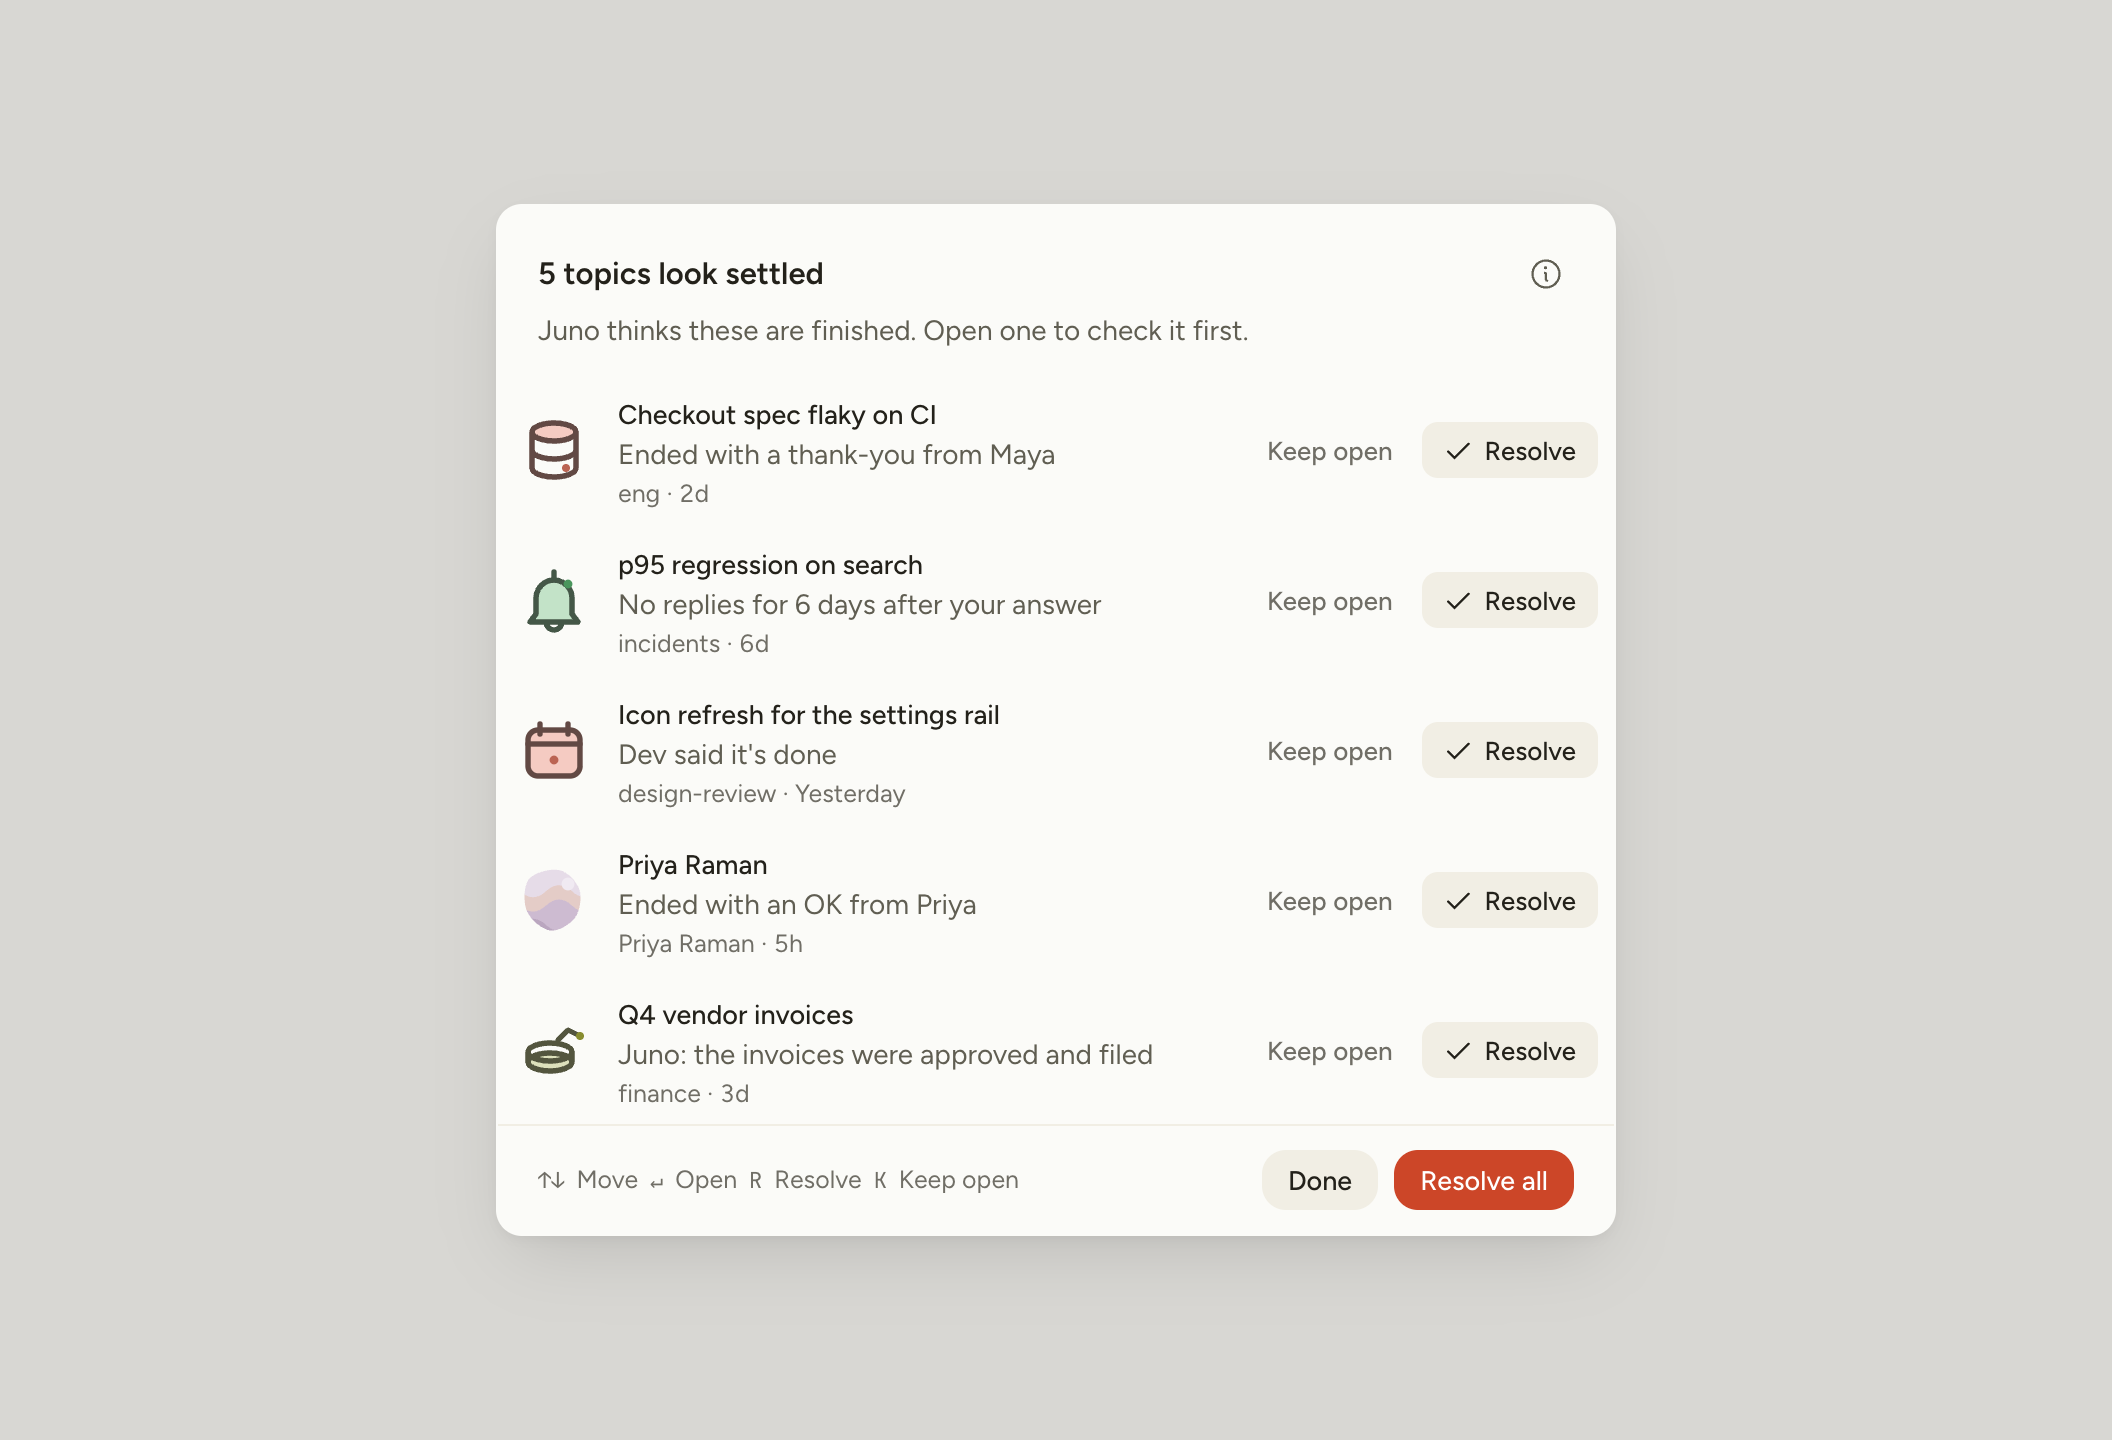 5 topics look settled
Juno thinks these are finished. Open one to check it first.
Checkout spec flaky on CI
Ended with a thank-you from Maya
eng · 2d
Keep open
Resolve
p95 regression on search
No replies for 6 days after your answer
incidents · 6d
Keep open
Resolve
Icon refresh for the settings rail
Dev said it's done
design-review · Yesterday
Keep open
Resolve
Priya Raman
Ended with an OK from Priya
Priya Raman · 5h
Keep open
Resolve
Q4 vendor invoices
Juno: the invoices were approved and filed
finance · 3d
Keep open
Resolve
↑↓ Move ↵ Open R Resolve K Keep open
Done
Resolve all